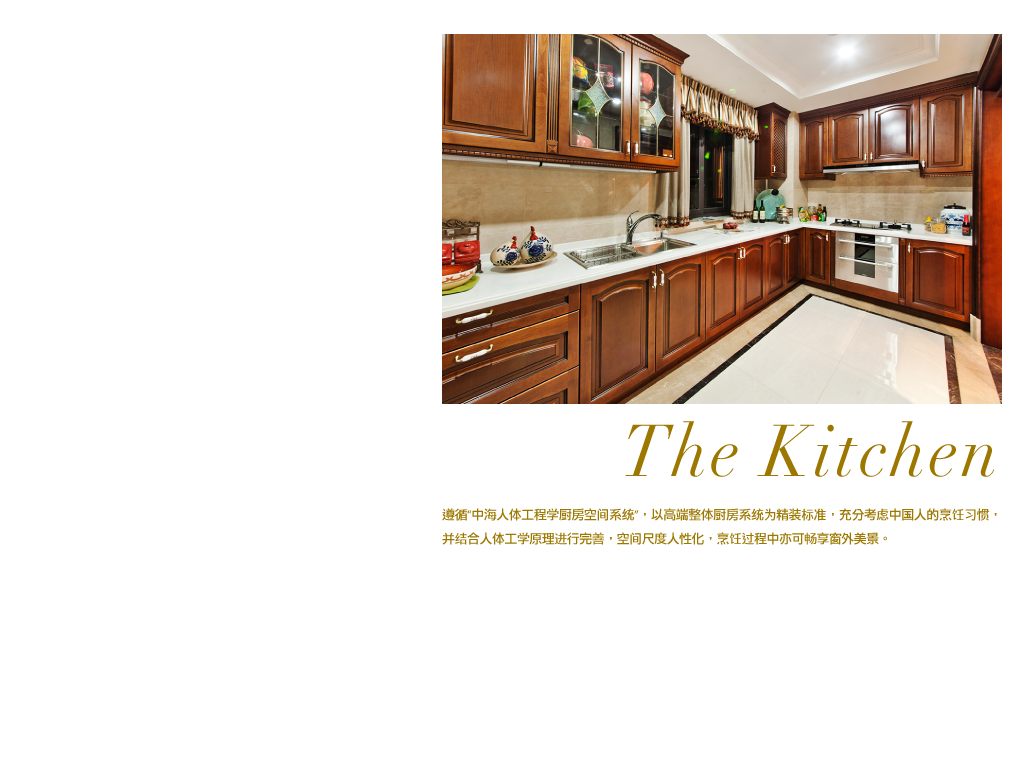 The Kitchen
遵循“中海人体工程学厨房空间系统”，以高端整体厨房系统为精装标准，充分考虑中国人的烹饪习惯，
并结合人体工学原理进行完善，空间尺度人性化，烹饪过程中亦可畅享窗外美景。